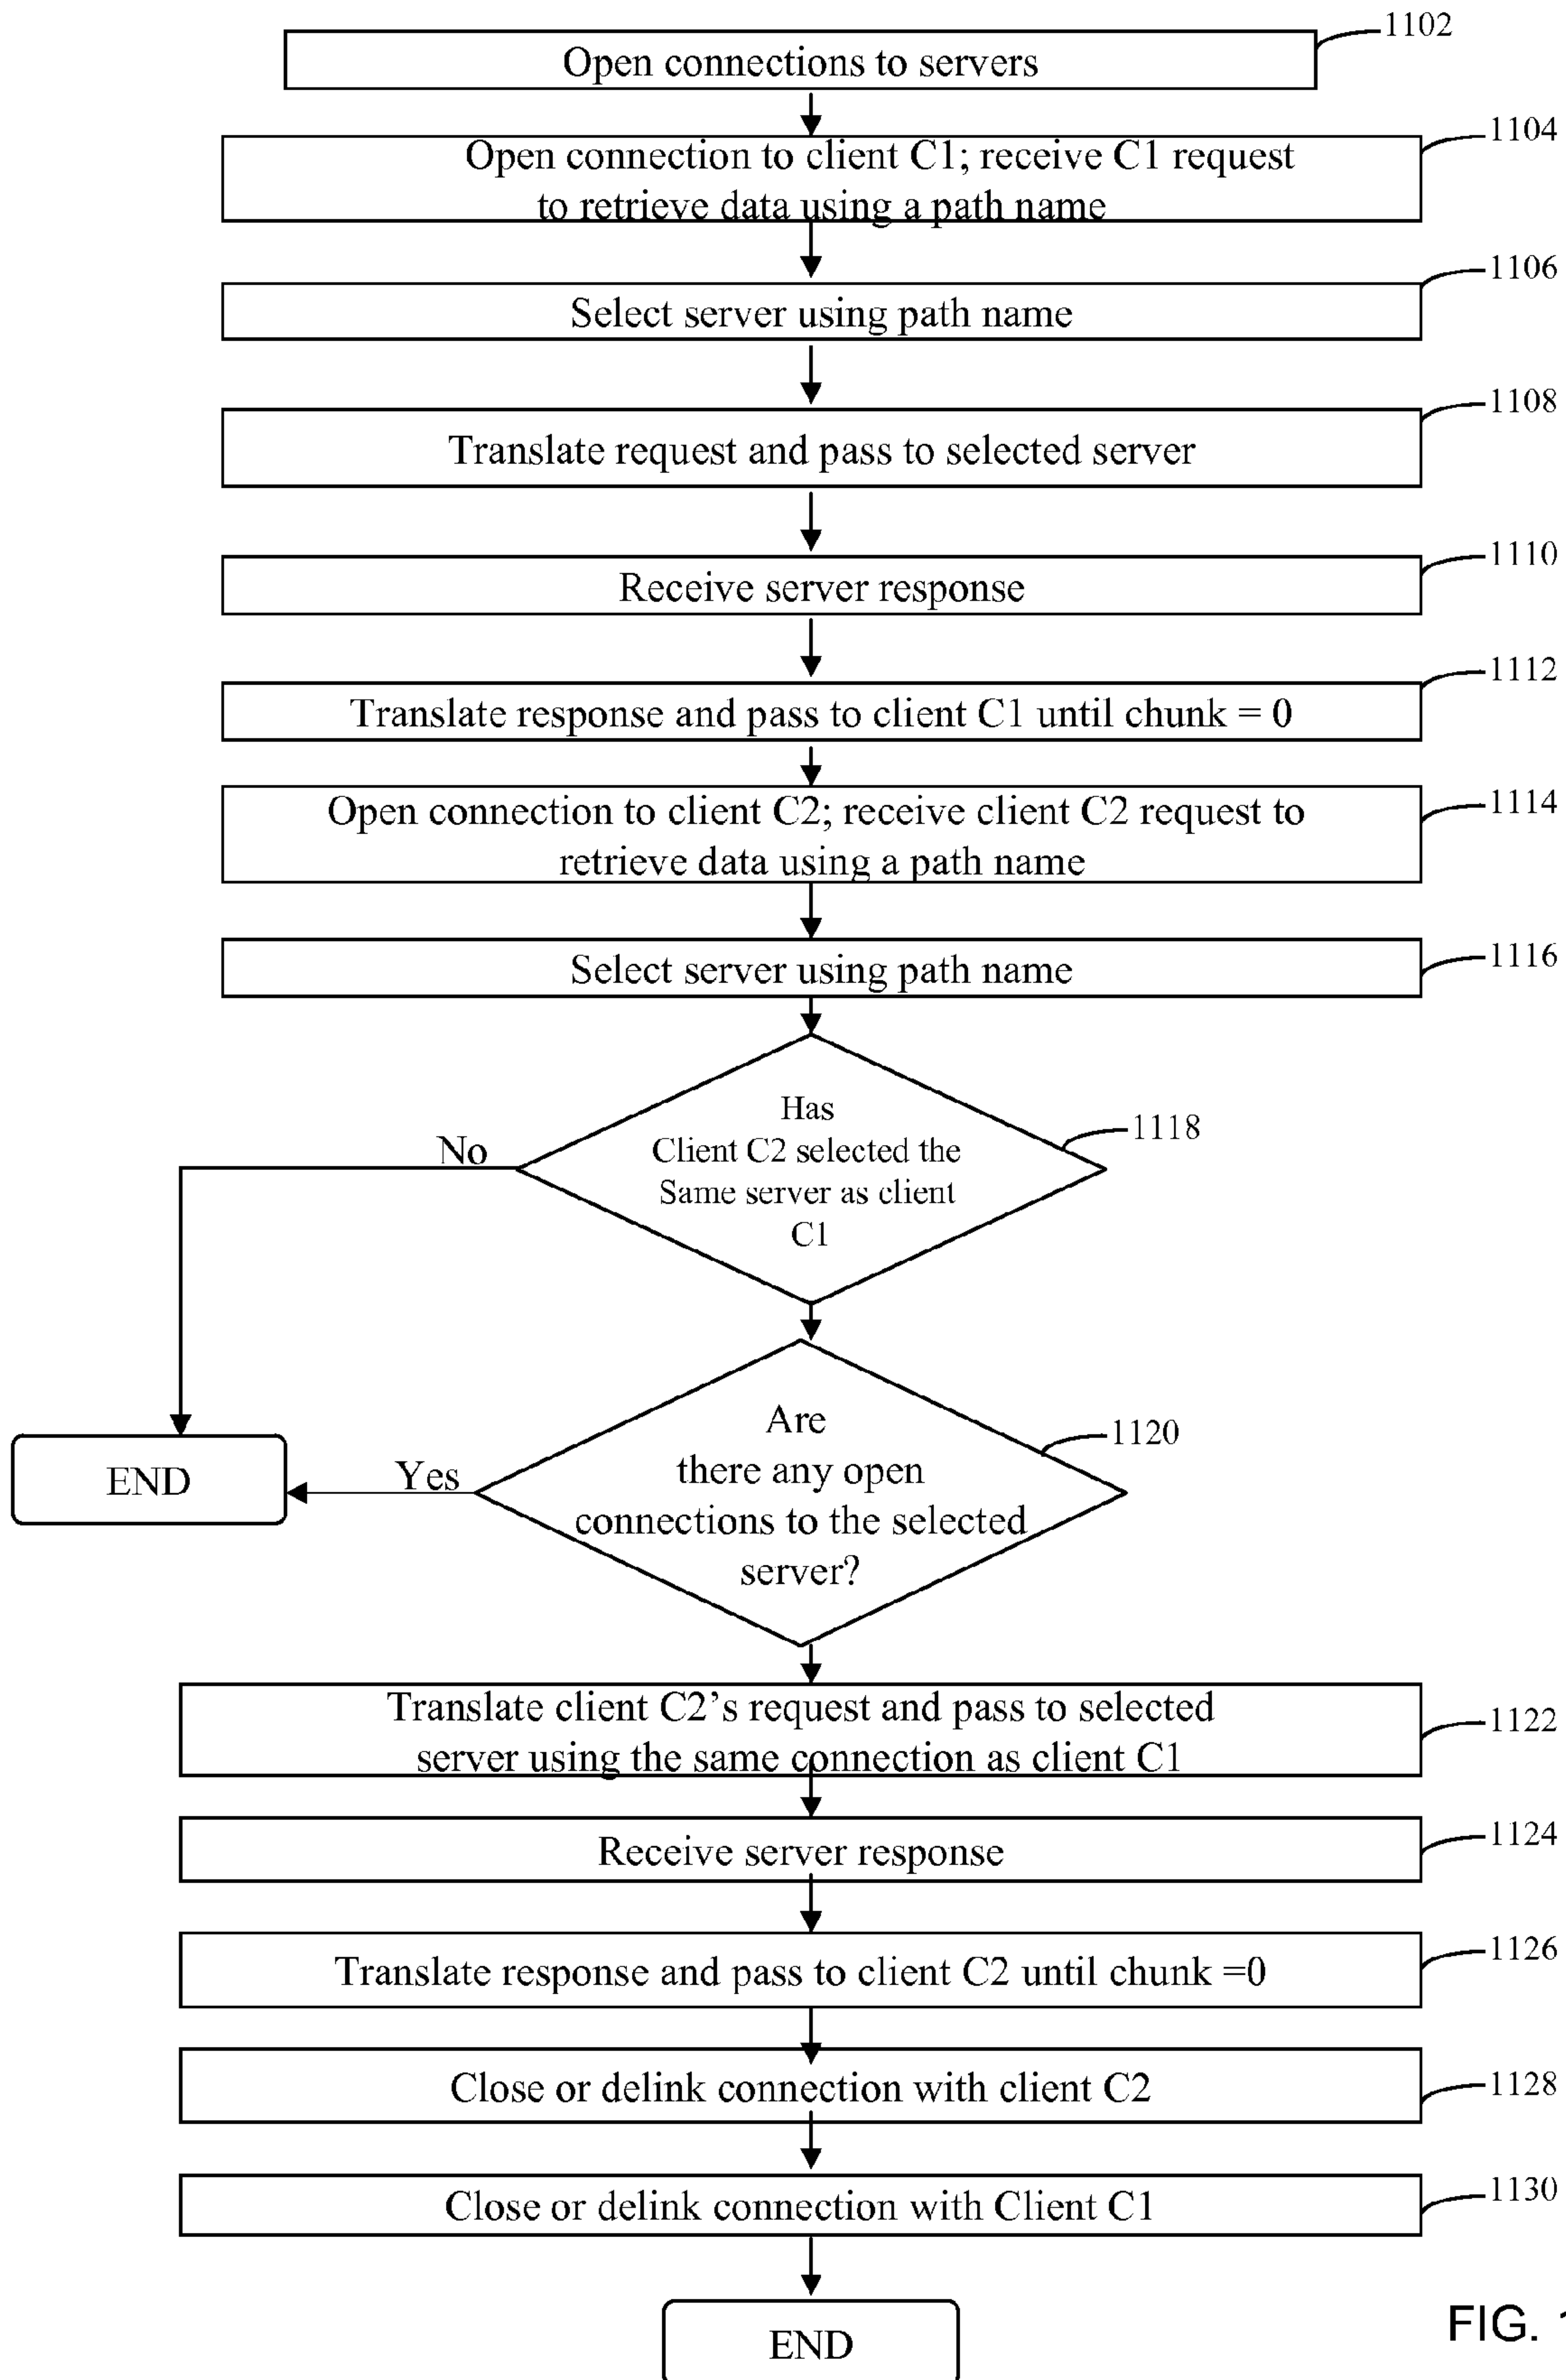 1102
Open connections to servers
1104
Open connection to client C1; receive C1 request
to retrieve data using a path name
1106
Select server using path name
1108
Translate request and pass to selected server
1110
Receive server response
1112
Translate response and pass to client C1 until chunk = 0
1114
Open connection to client C2; receive client C2 request to
retrieve data using a path name
1116
Select server using path name
Has
Client C2 selected the
Same server as client
C1
1118
No
Are
there any open
connections to the selected
server?
1120
Yes
END
Translate client C2’s request and pass to selected
server using the same connection as client C1
1122
Receive server response
1124
Translate response and pass to client C2 until chunk =0
1126
Close or delink connection with client C2
1128
Close or delink connection with Client C1
1130
END
FIG.